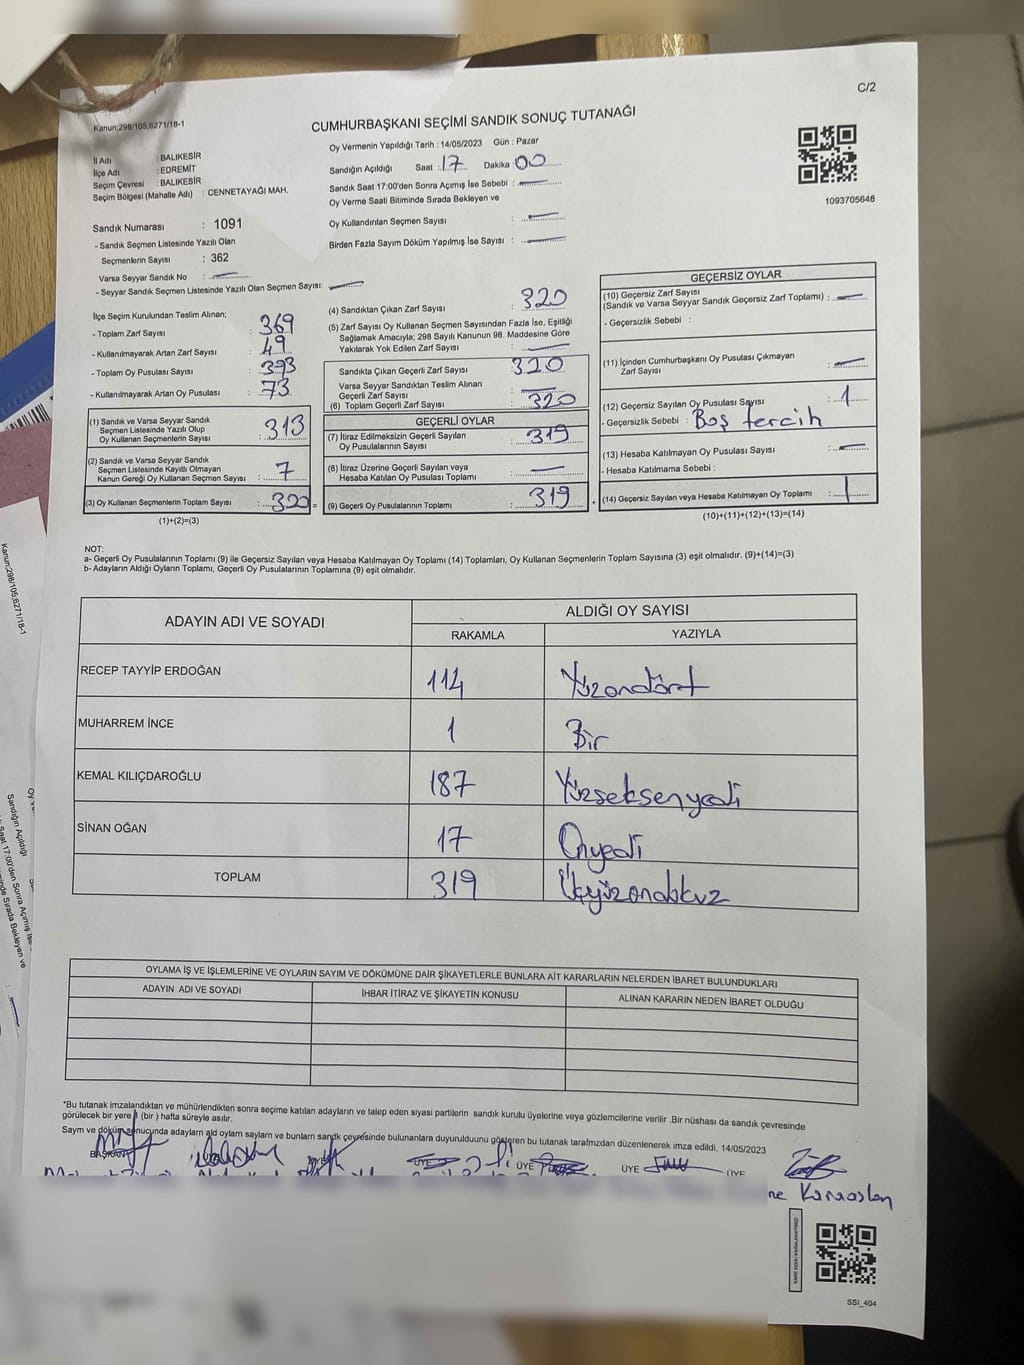 C/2
Kanun;298/105,6271/18-1
CUMHURBAŞKANI SEÇİMİ SANDIK SONUÇ TUTANAĞI
Oy Vermenin Yapıldığı Tarih : 14/05/2023 Gün : Pazar
İl Adı : BALIKESİR
İlçe Adı : EDREMİT
Seçim Çevresi : BALIKESİR
Seçim Bölgesi (Mahalle Adı) : CENNETAYAĞI MAH.
Sandığın Açıldığı Saat : 17 Dakika : 00
Sandık Saat 17:00'den Sonra Açımış İse Sebebi :
Oy Verme Saati Bitiminde Sırada Bekleyen ve
Oy Kullandırılan Seçmen Sayısı :
Birden Fazla Sayım Döküm Yapılmış İse Sayısı :
1093705648
Sandık Numarası : 1091
- Sandık Seçmen Listesinde Yazılı Olan
Seçmenlerin Sayısı : 362
Varsa Seyyar Sandık No :
- Seyyar Sandık Seçmen Listesinde Yazılı Olan Seçmen Sayısı:
İlçe Seçim Kurulundan Teslim Alınan;
- Toplam Zarf Sayısı : 369
- Kullanılmayarak Artan Zarf Sayısı : 49
- Toplam Oy Pusulası Sayısı : 393
- Kullanılmayarak Artan Oy Pusulası : 73
(1) Sandık ve Varsa Seyyar Sandık
Seçmen Listesinde Yazılı Olup
Oy Kullanan Seçmenlerin Sayısı : 313
(2) Sandık ve Varsa Seyyar Sandık
Seçmen Listesinde Kayıtlı Olmayan
Kanun Gereği Oy Kullanan Seçmen Sayısı : 7
(3) Oy Kullanan Seçmenlerin Toplam Sayısı : 320 =
(1)+(2)=(3)
(4) Sandıktan Çıkan Zarf Sayısı : 320
(5) Zarf Sayısı Oy Kullanan Seçmen Sayısından Fazla İse, Eşitliği
Sağlamak Amacıyla; 298 Sayılı Kanunun 98. Maddesine Göre
Yakılarak Yok Edilen Zarf Sayısı :
Sandıkta Çıkan Geçerli Zarf Sayısı : 320
Varsa Seyyar Sandıktan Teslim Alınan
Geçerli Zarf Sayısı :
(6) Toplam Geçerli Zarf Sayısı : 320
GEÇERLİ OYLAR
(7) İtiraz Edilmeksizin Geçerli Sayılan
Oy Pusulalarının Sayısı : 319
(8) İtiraz Üzerine Geçerli Sayılan veya
Hesaba Katılan Oy Pusulası Toplamı :
(9) Geçerli Oy Pusulalarının Toplamı : 319 +
GEÇERSİZ OYLAR
(10) Geçersiz Zarf Sayısı
(Sandık ve Varsa Seyyar Sandık Geçersiz Zarf Toplamı) :
- Geçersizlik Sebebi :
(11) İçinden Cumhurbaşkanı Oy Pusulası Çıkmayan
Zarf Sayısı :
(12) Geçersiz Sayılan Oy Pusulası Sayısı : 1
- Geçersizlik Sebebi : Boş tercih
(13) Hesaba Katılmayan Oy Pusulası Sayısı :
- Hesaba Katılmama Sebebi :
(14) Geçersiz Sayılan veya Hesaba Katılmayan Oy Toplamı : 1
(10)+(11)+(12)+(13)=(14)
NOT:
a- Geçerli Oy Pusulalarının Toplamı (9) ile Geçersiz Sayılan veya Hesaba Katılmayan Oy Toplamı (14) Toplamları, Oy Kullanan Seçmenlerin Toplam Sayısına (3) eşit olmalıdır. (9)+(14)=(3)
b- Adayların Aldığı Oyların Toplamı, Geçerli Oy Pusulalarının Toplamına (9) eşit olmalıdır.
ADAYIN ADI VE SOYADI ALDIĞI OY SAYISI
RAKAMLA YAZIYLA
RECEP TAYYİP ERDOĞAN 114 Yüzondört
MUHARREM İNCE 1 Bir
KEMAL KILIÇDAROĞLU 187 Yüzseksenyedi
SİNAN OĞAN 17 Onyedi
TOPLAM 319 Üçyüzondokuz
OYLAMA İŞ VE İŞLEMLERİNE VE OYLARIN SAYIM VE DÖKÜMÜNE DAİR ŞİKAYETLERLE BUNLARA AİT KARARLARIN NELERDEN İBARET BULUNDUKLARI
ADAYIN ADI VE SOYADI İHBAR İTİRAZ VE ŞİKAYETİN KONUSU ALINAN KARARIN NEDEN İBARET OLDUĞU
*Bu tutanak imzalandıktan ve mühürlendikten sonra seçime katılan adayların ve talep eden siyasi partilerin sandık kurulu üyelerine veya gözlemcilerine verilir .Bir nüshası da sandık çevresinde
görülecek bir yere 1 (bir ) hafta süreyle asılır.
Sayım ve döküm sonucunda adayların ald oyların sayları ve bunların sandk çevresinde bulunanlara duyurulduunu gösteren bu tutanak tarafmzdan düzenlenerek imza edildi. 14/05/2023
BAŞKAN ÜYE ÜYE ÜYE ÜYE
ne Karaaslan
SSI_404
Kanun;298/105,6271/18-1
Sandığın Açıldığı